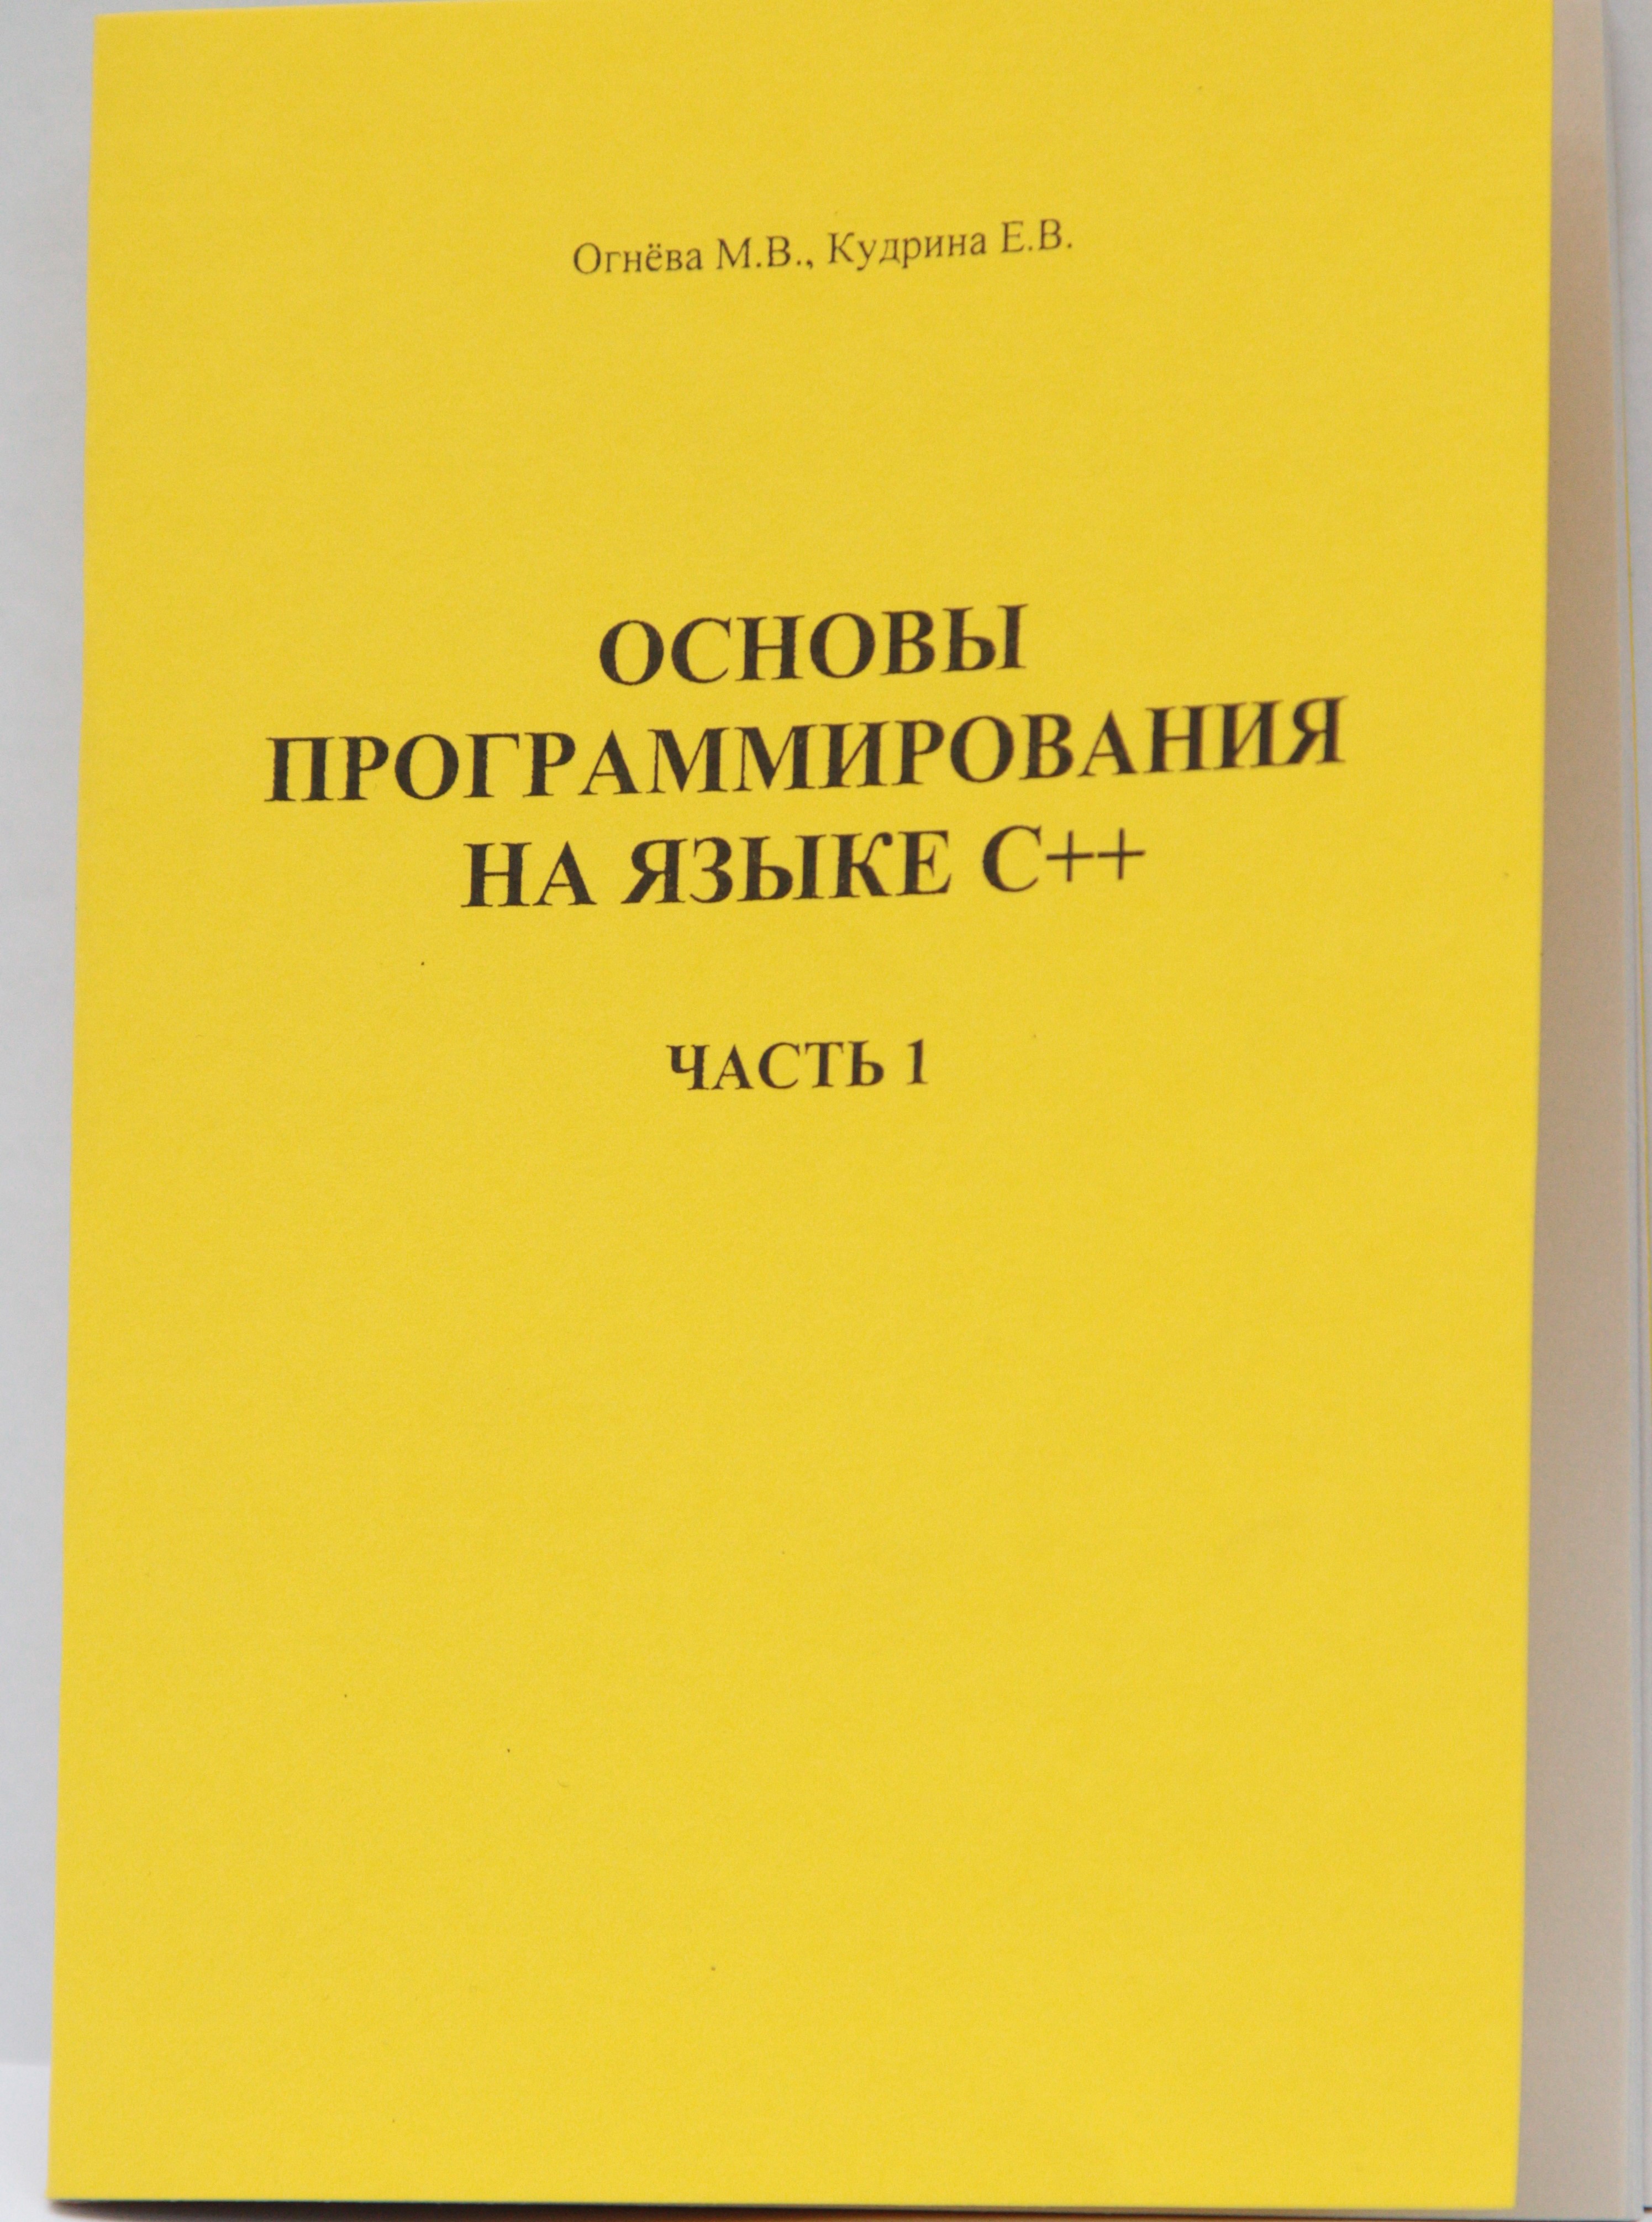 Огнёва М.В., Кудрина Е.В.
ОСНОВЫ
ПРОГРАММИРОВАНИЯ
НА ЯЗЫКЕ С++
ЧАСТЬ 1